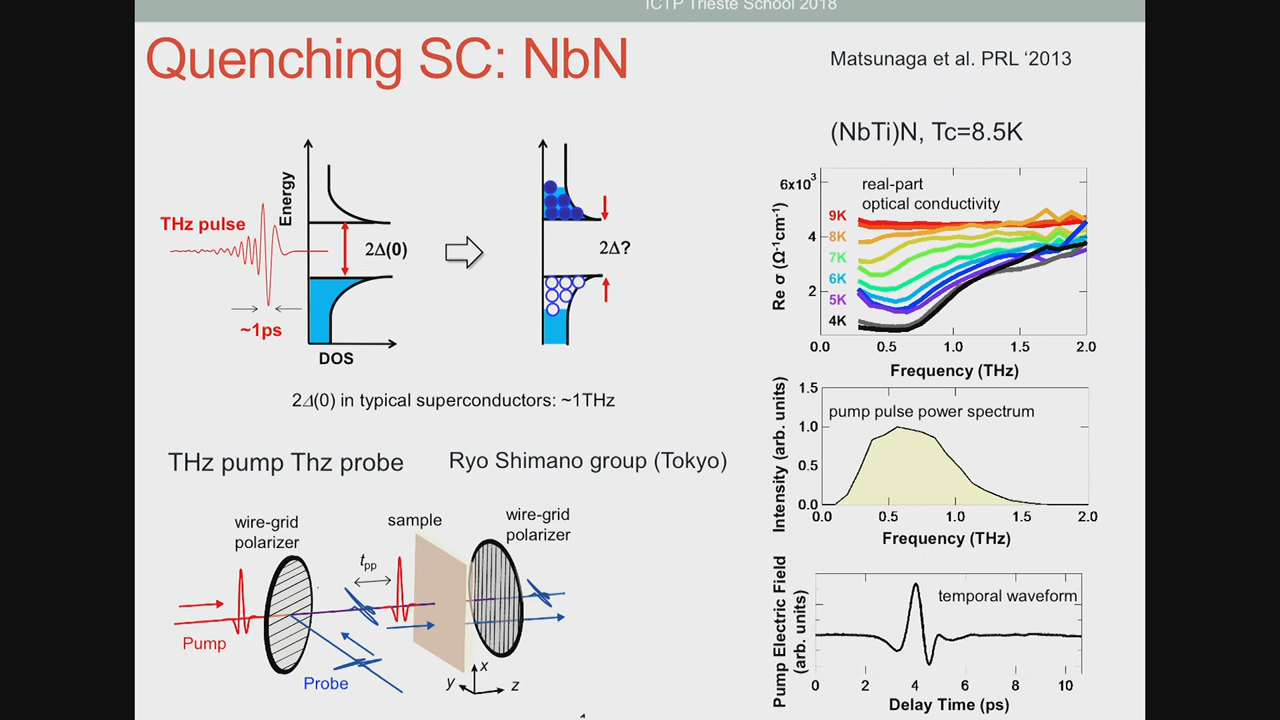 ICTP Trieste School 2018
Quenching SC: NbN
Matsunaga et al. PRL ‘2013
(NbTi)N, Tc=8.5K
THz pulse
~1ps
Energy
2Δ(0)
DOS
2Δ?
2Δ(0) in typical superconductors: ~1THz
THz pump Thz probe
Ryo Shimano group (Tokyo)
wire-grid
polarizer
sample
wire-grid
polarizer
tpp
Pump
Probe
x
y
z
real-part
optical conductivity
Re σ (Ω-1cm-1)
6x10³
4
2
9K
8K
7K
6K
5K
4K
0.0 0.5 1.0 1.5 2.0
Frequency (THz)
pump pulse power spectrum
Intensity (arb. units)
1.5
1.0
0.5
0.0
0.0 0.5 1.0 1.5 2.0
Frequency (THz)
temporal waveform
Pump Electric Field
(arb. units)
0 2 4 6 8 10
Delay Time (ps)